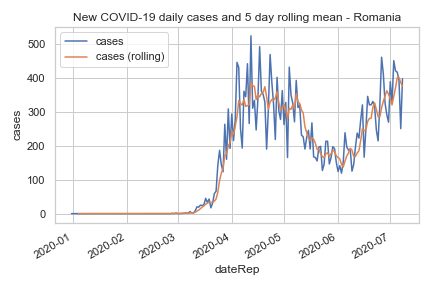 New COVID-19 daily cases and 5 day rolling mean - Romania
cases
cases (rolling)
500
400
300
200
100
0
cases
2020-01
2020-02
2020-03
2020-04
2020-05
2020-06
2020-07
dateRep